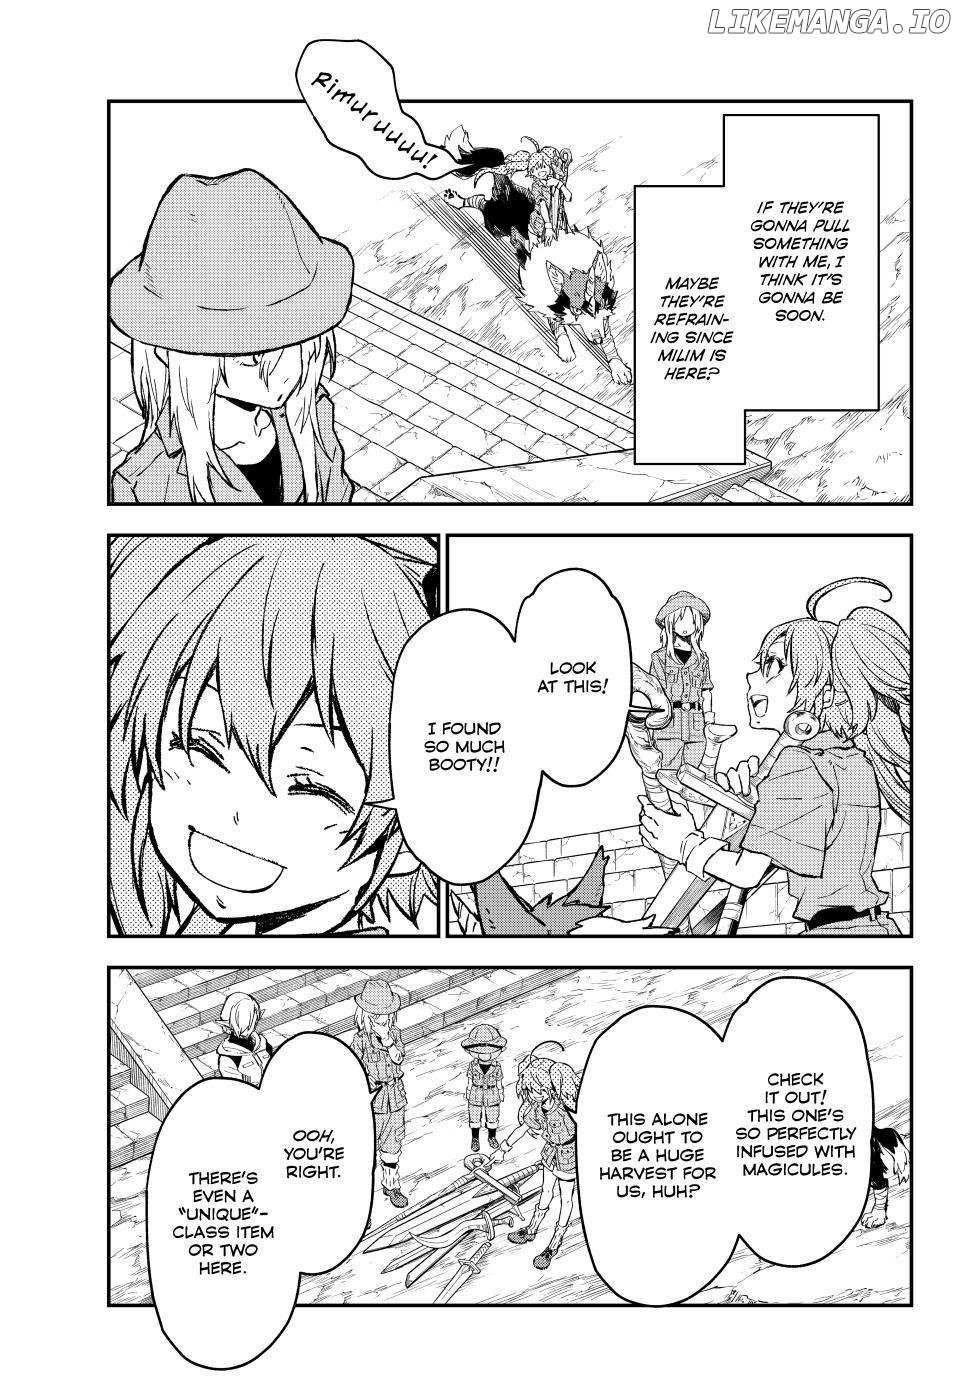 LIKEMANGA.IO
IF THEY'RE
GONNA PULL
SOMETHING
WITH ME, I
THINK IT'S
GONNA BE
SOON.
MAYBE
THEY'RE
REFRAIN-
ING SINCE
MILIM IS
HERE?
Rimuruuuu!
LOOK
AT THIS!
I FOUND
SO MUCH
BOOTY!!
CHECK
IT OUT!
THIS ONE'S
SO PERFECTLY
INFUSED WITH
MAGICULES.
THIS ALONE
OUGHT TO
BE A HUGE
HARVEST FOR
US, HUH?
OOH,
YOU'RE
RIGHT.
THERE'S
EVEN A
"UNIQUE"-
CLASS ITEM
OR TWO
HERE.